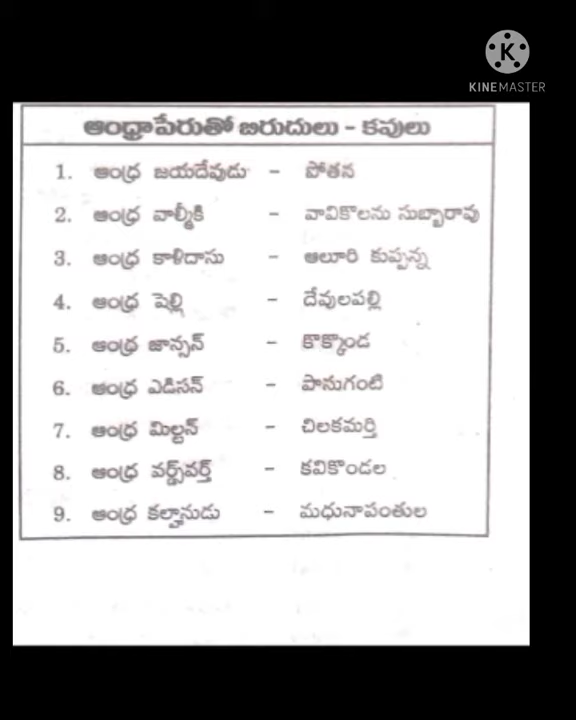 K
KINEMASTER
ఆంధ్రాపేరుతో బిరుదులు - కవులు
1. ఆంధ్ర జయదేవుడు - పోతన
2. ఆంధ్ర వాల్మీకి - వావికొలను సుబ్బారావు
3. ఆంధ్ర కాళిదాసు - ఆలూరి కుప్పన్న
4. ఆంధ్ర షెల్లి - దేవులపల్లి
5. ఆంధ్ర జాన్సన్ - కొక్కొండ
6. ఆంధ్ర ఎడిసన్ - పానుగంటి
7. ఆంధ్ర మిల్టన్ - చిలకమర్తి
8. ఆంధ్ర వర్డ్స్‌వర్త్ - కవికొండల
9. ఆంధ్ర కల్హానుడు - మధునాపంతుల